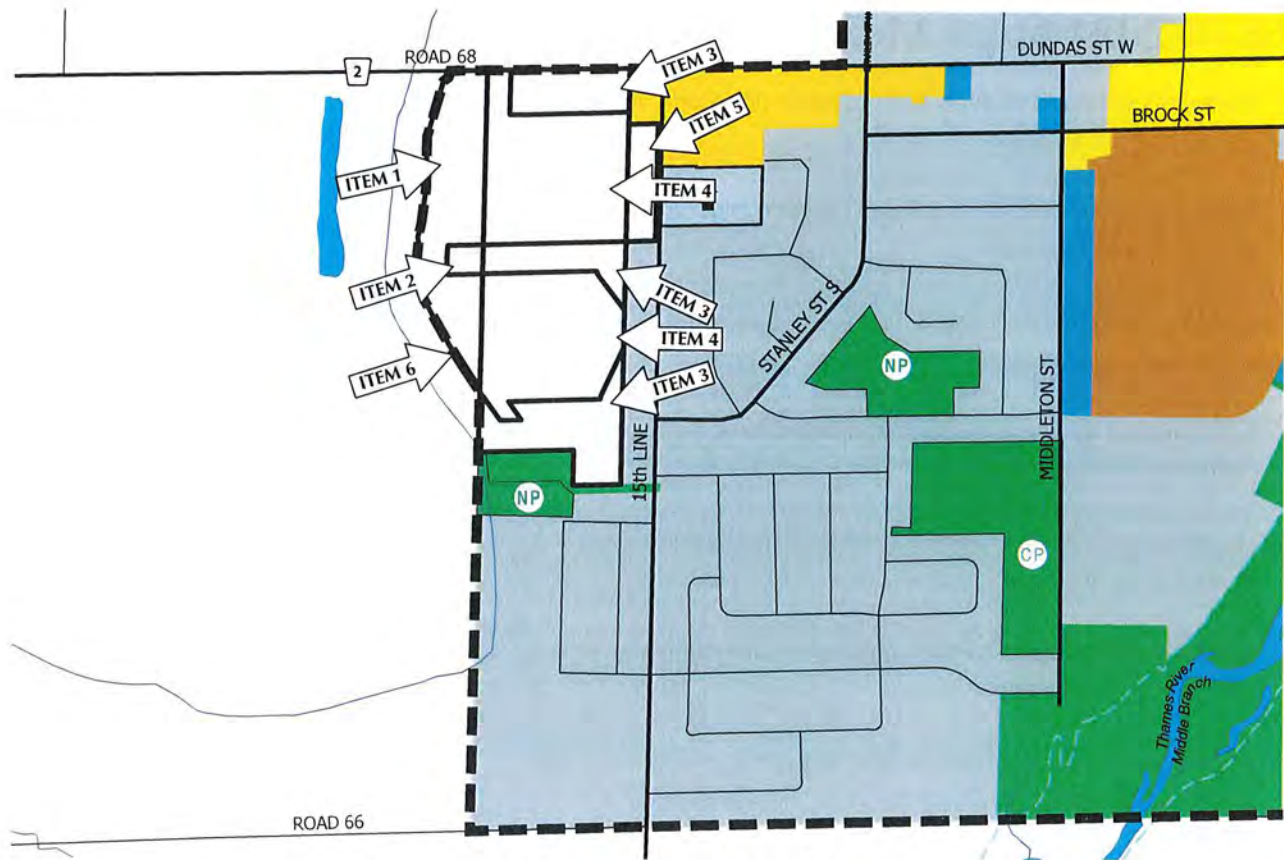 DUNDAS ST W
ROAD 68
2
ITEM 3
ITEM 5
BROCK ST
ITEM 1
ITEM 4
ITEM 2
ITEM 3
STANLEY ST S
ITEM 4
ITEM 6
ITEM 3
NP
MIDDLETON ST
15th LINE
NP
CP
Thames River
Middle Branch
ROAD 66